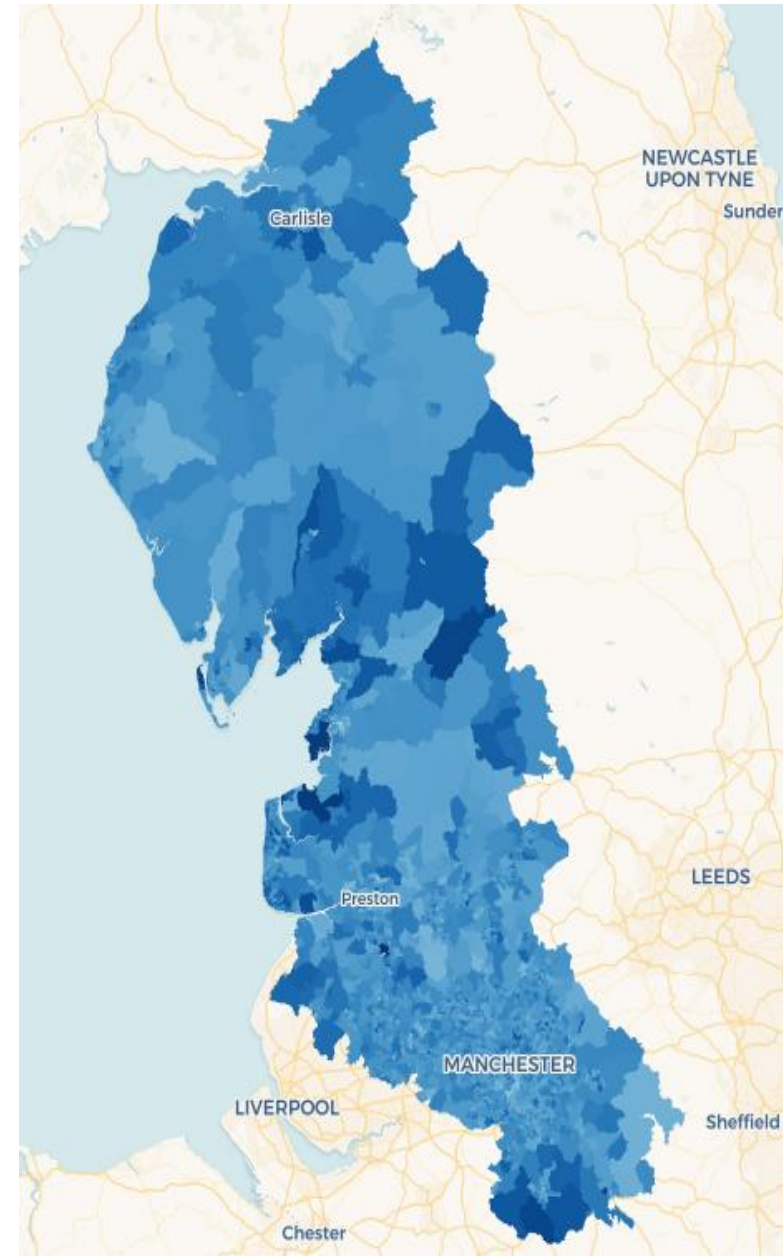 NEWCASTLE
UPON TYNE
Sunder
Carlisle
LEEDS
Preston
MANCHESTER
LIVERPOOL
Sheffield
Chester